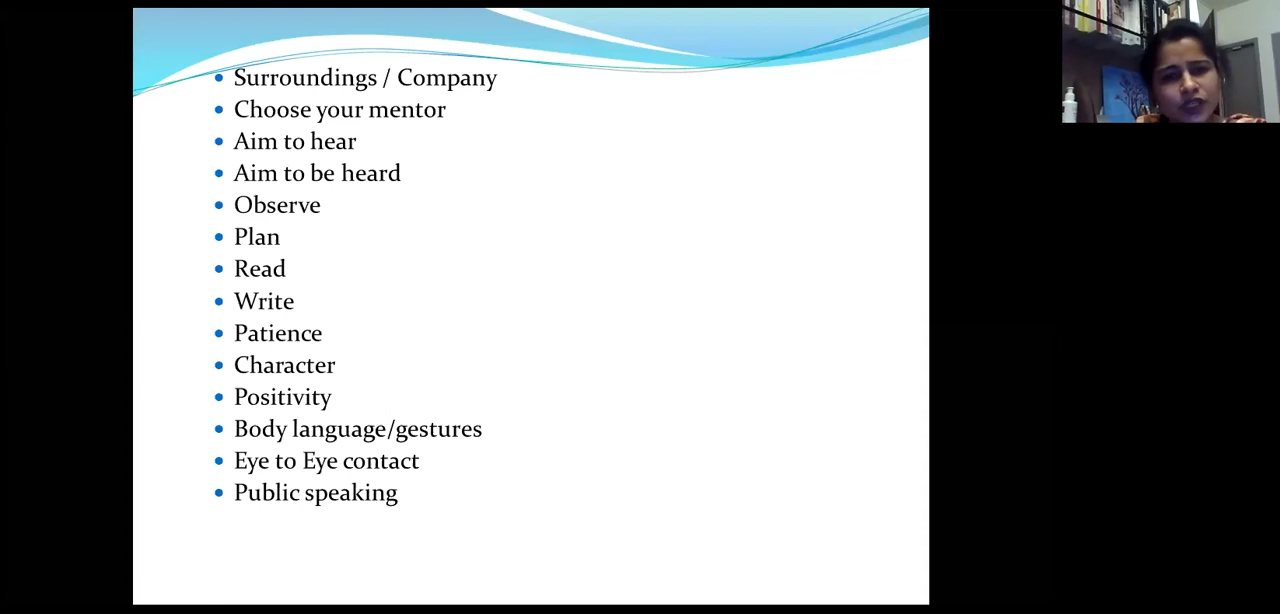 Surroundings / Company
Choose your mentor
Aim to hear
Aim to be heard
Observe
Plan
Read
Write
Patience
Character
Positivity
Body language/gestures
Eye to Eye contact
Public speaking